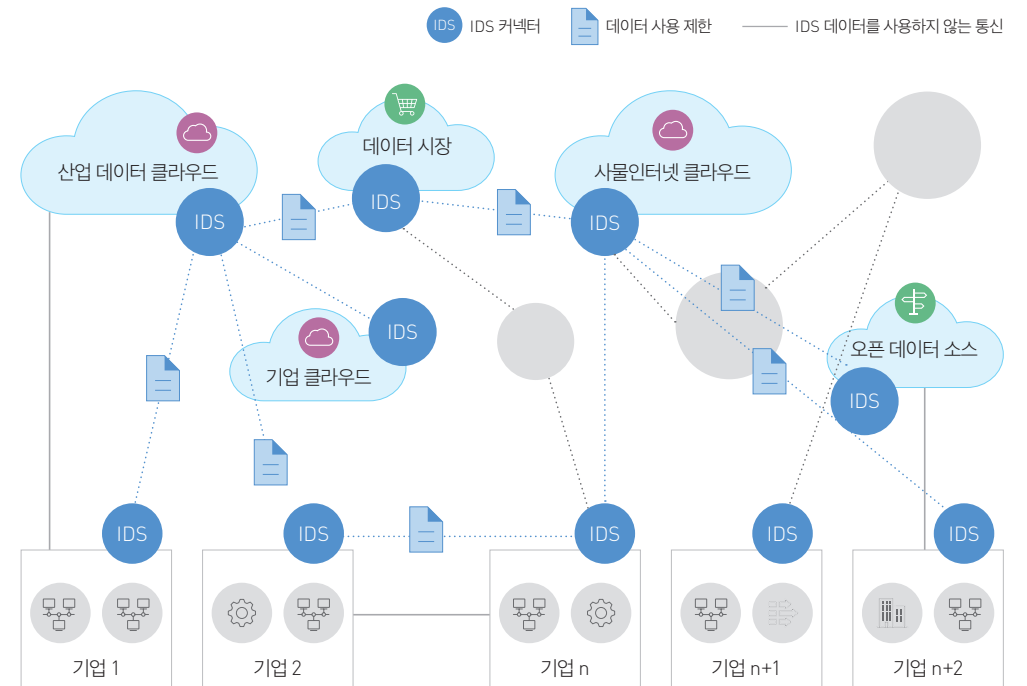 IDS IDS 커넥터 데이터 사용 제한 IDS 데이터를 사용하지 않는 통신
데이터 시장
산업 데이터 클라우드
사물인터넷 클라우드
IDS
IDS
IDS
IDS
오픈 데이터 소스
기업 클라우드
IDS
IDS
IDS
IDS
IDS
IDS
기업 1
기업 2
기업 n
기업 n+1
기업 n+2